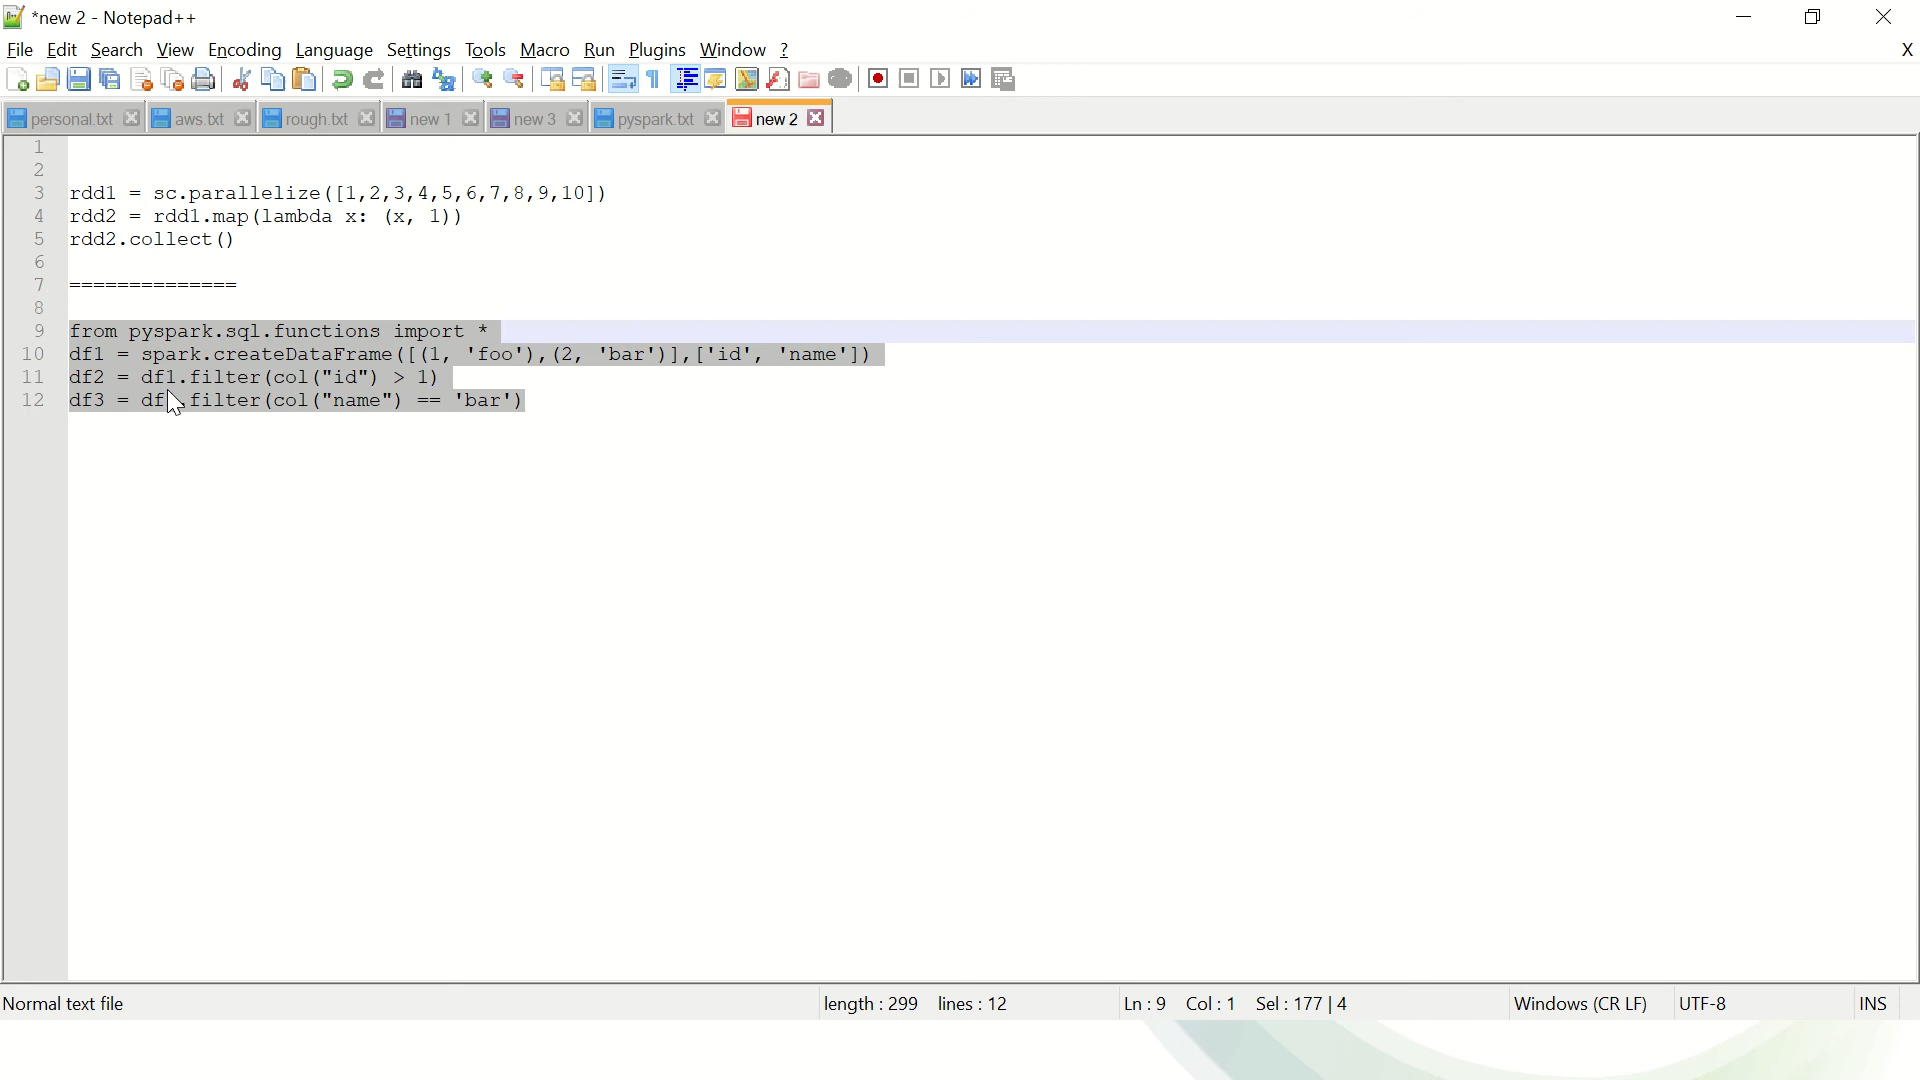 *new 2 - Notepad++
File Edit Search View Encoding Language Settings Tools Macro Run Plugins Window ? X
personal.txt aws.txt rough.txt new 1 new 3 pyspark.txt new 2
1
2
3 rdd1 = sc.parallelize([1,2,3,4,5,6,7,8,9,10])
4 rdd2 = rdd1.map(lambda x: (x, 1))
5 rdd2.collect()
6
7 ==============
8
9 from pyspark.sql.functions import *
10 df1 = spark.createDataFrame([(1, 'foo'),(2, 'bar')],['id', 'name'])
11 df2 = df1.filter(col("id") > 1)
12 df3 = df .filter(col("name") == 'bar')
Normal text file length : 299 lines : 12 Ln : 9 Col : 1 Sel : 177 | 4 Windows (CR LF) UTF-8 INS